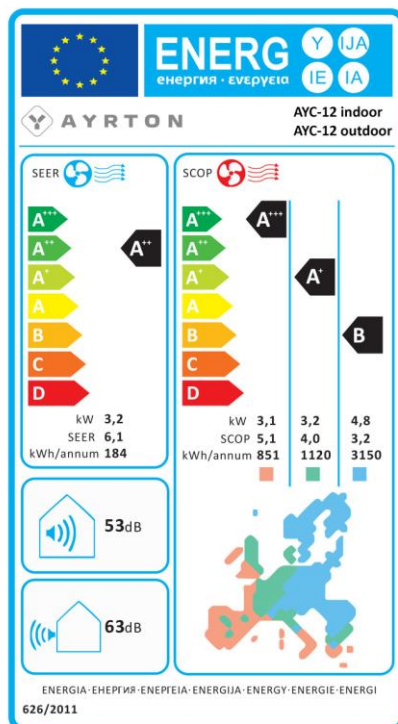 ENERG
енергия · ενεργεια
Y IJA
IE IA
AYRTON
AYC-12 indoor
AYC-12 outdoor
SEER
A+++
A++
A+
A
B
C
D
A++
kW 3,2
SEER 6,1
kWh/annum 184
SCOP
A+++
A++
A+
A
B
C
D
A+++
A+
B
kW 3,1 3,2 4,8
SCOP 5,1 4,0 3,2
kWh/annum 851 1120 3150
53dB
63dB
ENERGIA·ЕНЕРГИЯ·ΕΝΕΡΓΕΙΑ·ENERGIJA·ENERGY·ENERGIE·ENERGI
626/2011